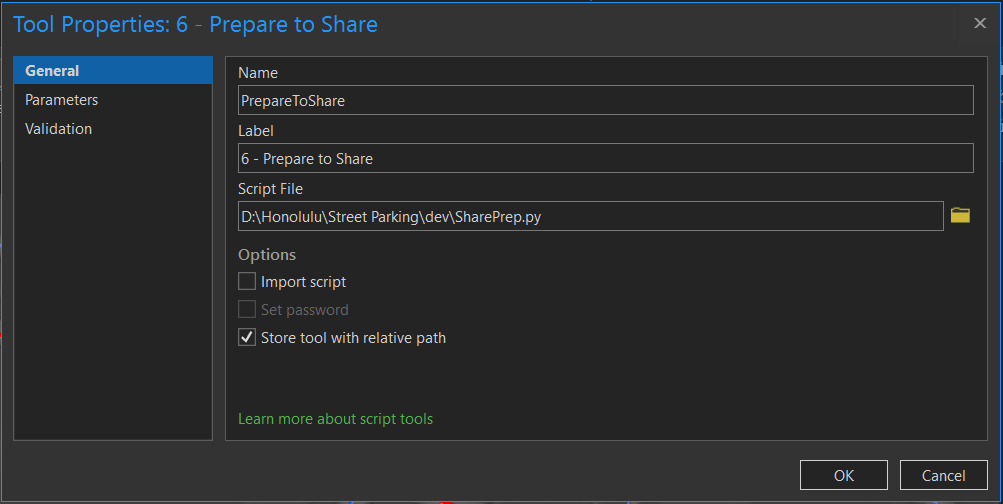 Tool Properties: 6 - Prepare to Share
General
Parameters
Validation
Name
PrepareToShare
Label
6 - Prepare to Share
Script File
D:\Honolulu\Street Parking\dev\SharePrep.py
Options
Import script
Set password
Store tool with relative path
Learn more about script tools
OK
Cancel